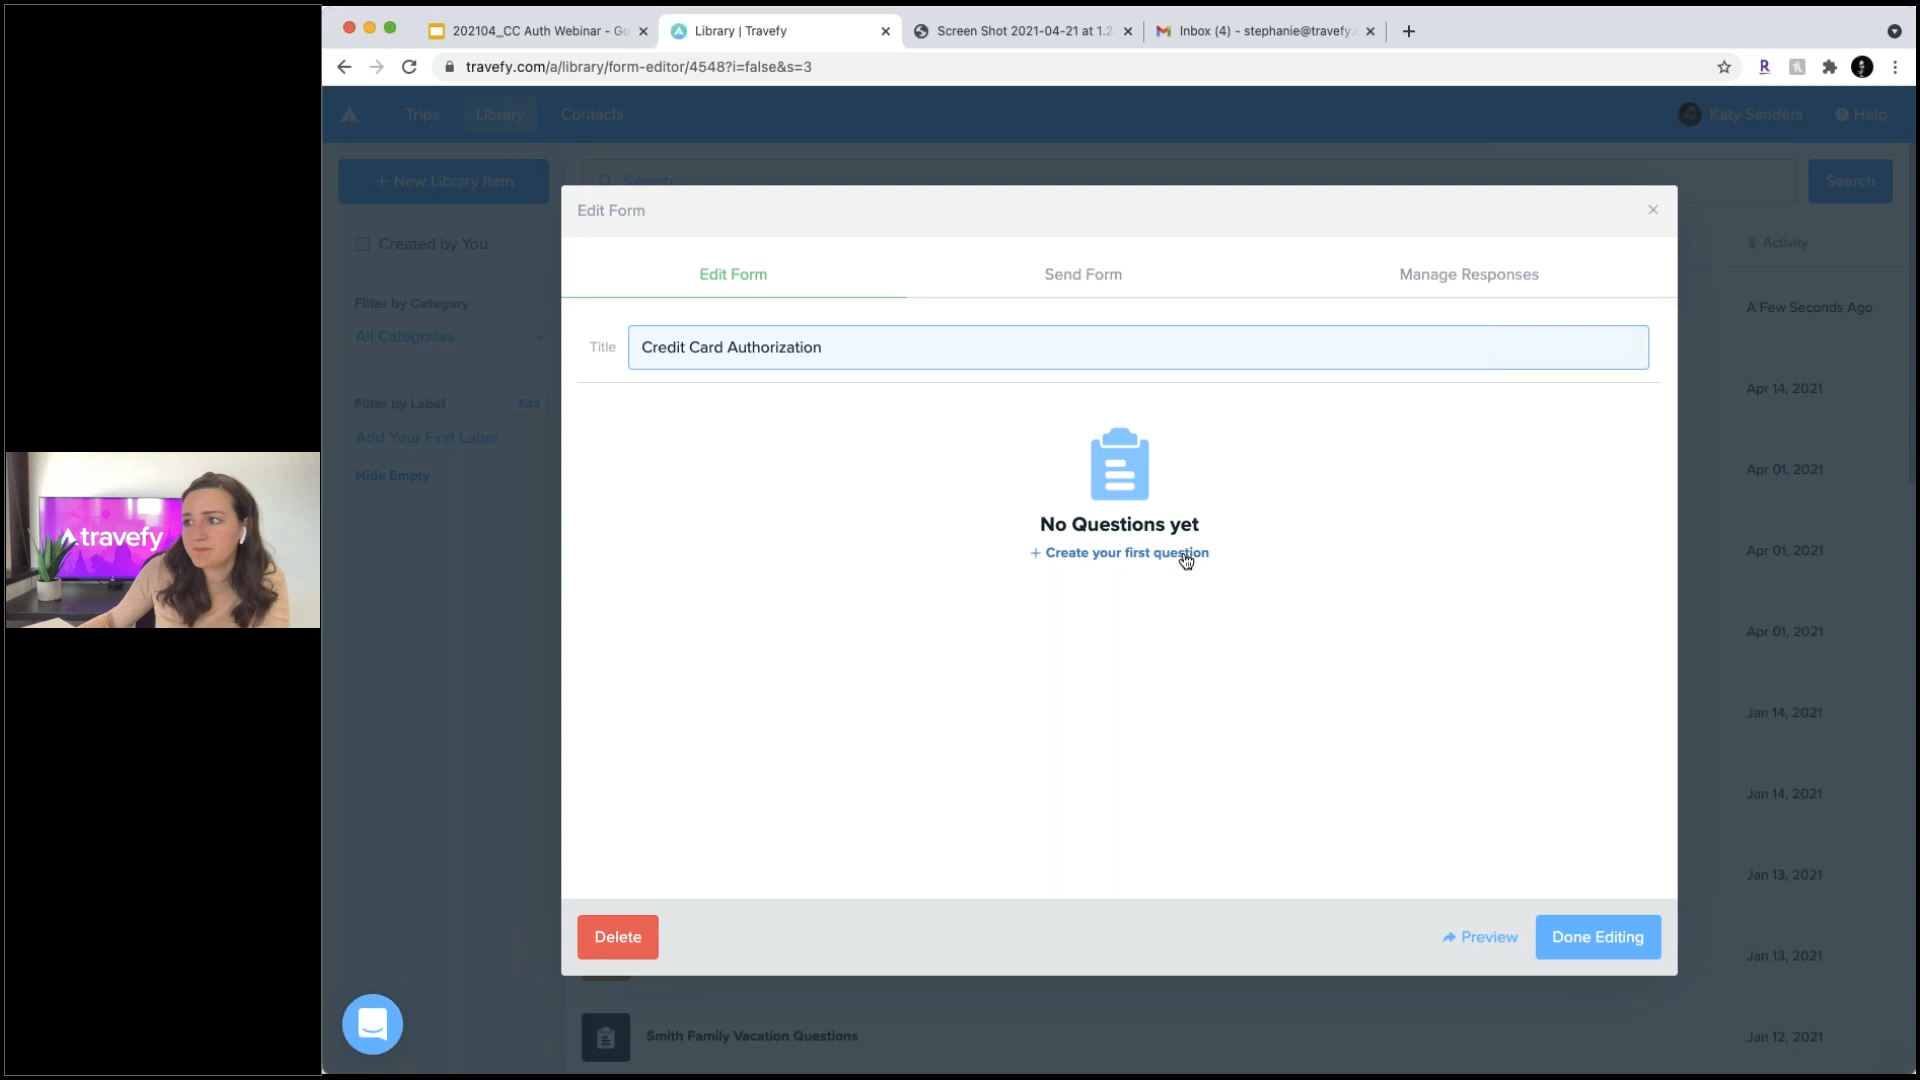 202104_CC Auth Webinar - Go
Library | Travefy
Screen Shot 2021-04-21 at 1.2
Inbox (4) - stephanie@travefy.
travefy.com/a/library/form-editor/4548?i=false&s=3
Trips
Library
Contacts
Katy Sanders
Help
+ New Library Item
Search...
Search
Edit Form
Created by You
Activity
Edit Form
Send Form
Manage Responses
Filter by Category
All Categories
A Few Seconds Ago
Title
Credit Card Authorization
Apr 14, 2021
Filter by Label
Edit
Add Your First Label
Hide Empty
Apr 01, 2021
No Questions yet
+ Create your first question
Apr 01, 2021
travefy
Apr 01, 2021
Jan 14, 2021
Jan 14, 2021
Jan 13, 2021
Delete
Preview
Done Editing
Jan 13, 2021
Smith Family Vacation Questions
Jan 12, 2021